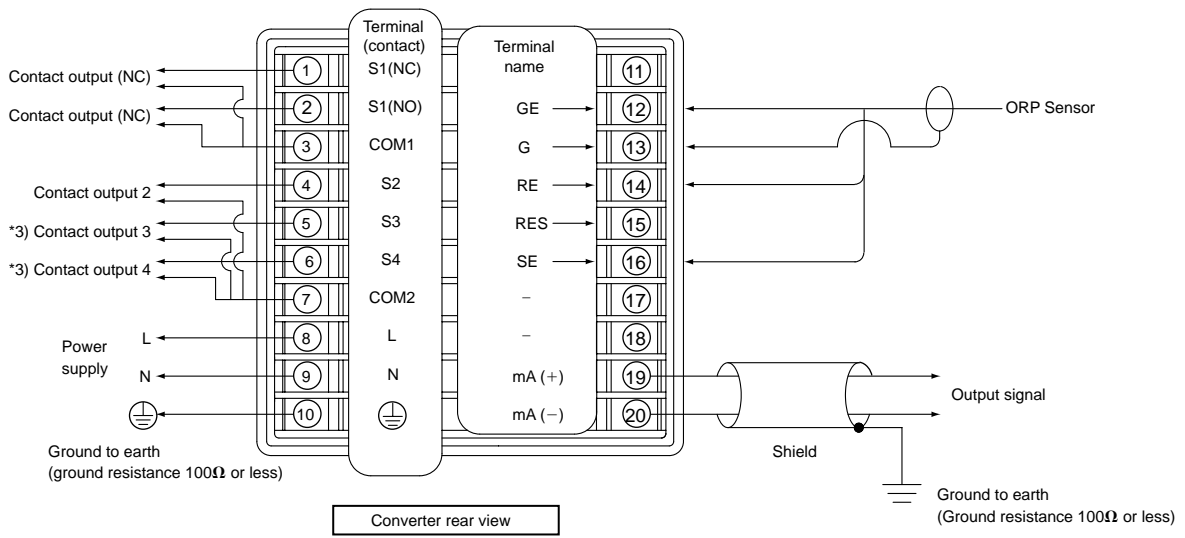 Terminal
(contact)
Terminal
name
Contact output (NC)
1
S1(NC)
11
Contact output (NC)
2
S1(NO)
GE
12
ORP Sensor
3
COM1
G
13
Contact output 2
4
S2
RE
14
*3) Contact output 3
5
S3
RES
15
*3) Contact output 4
6
S4
SE
16
7
COM2
−
17
Power
supply
L
8
L
−
18
N
9
N
mA (+)
19
10
mA (−)
20
Output signal
Ground to earth
(ground resistance 100Ω or less)
Shield
Ground to earth
(Ground resistance 100Ω or less)
Converter rear view